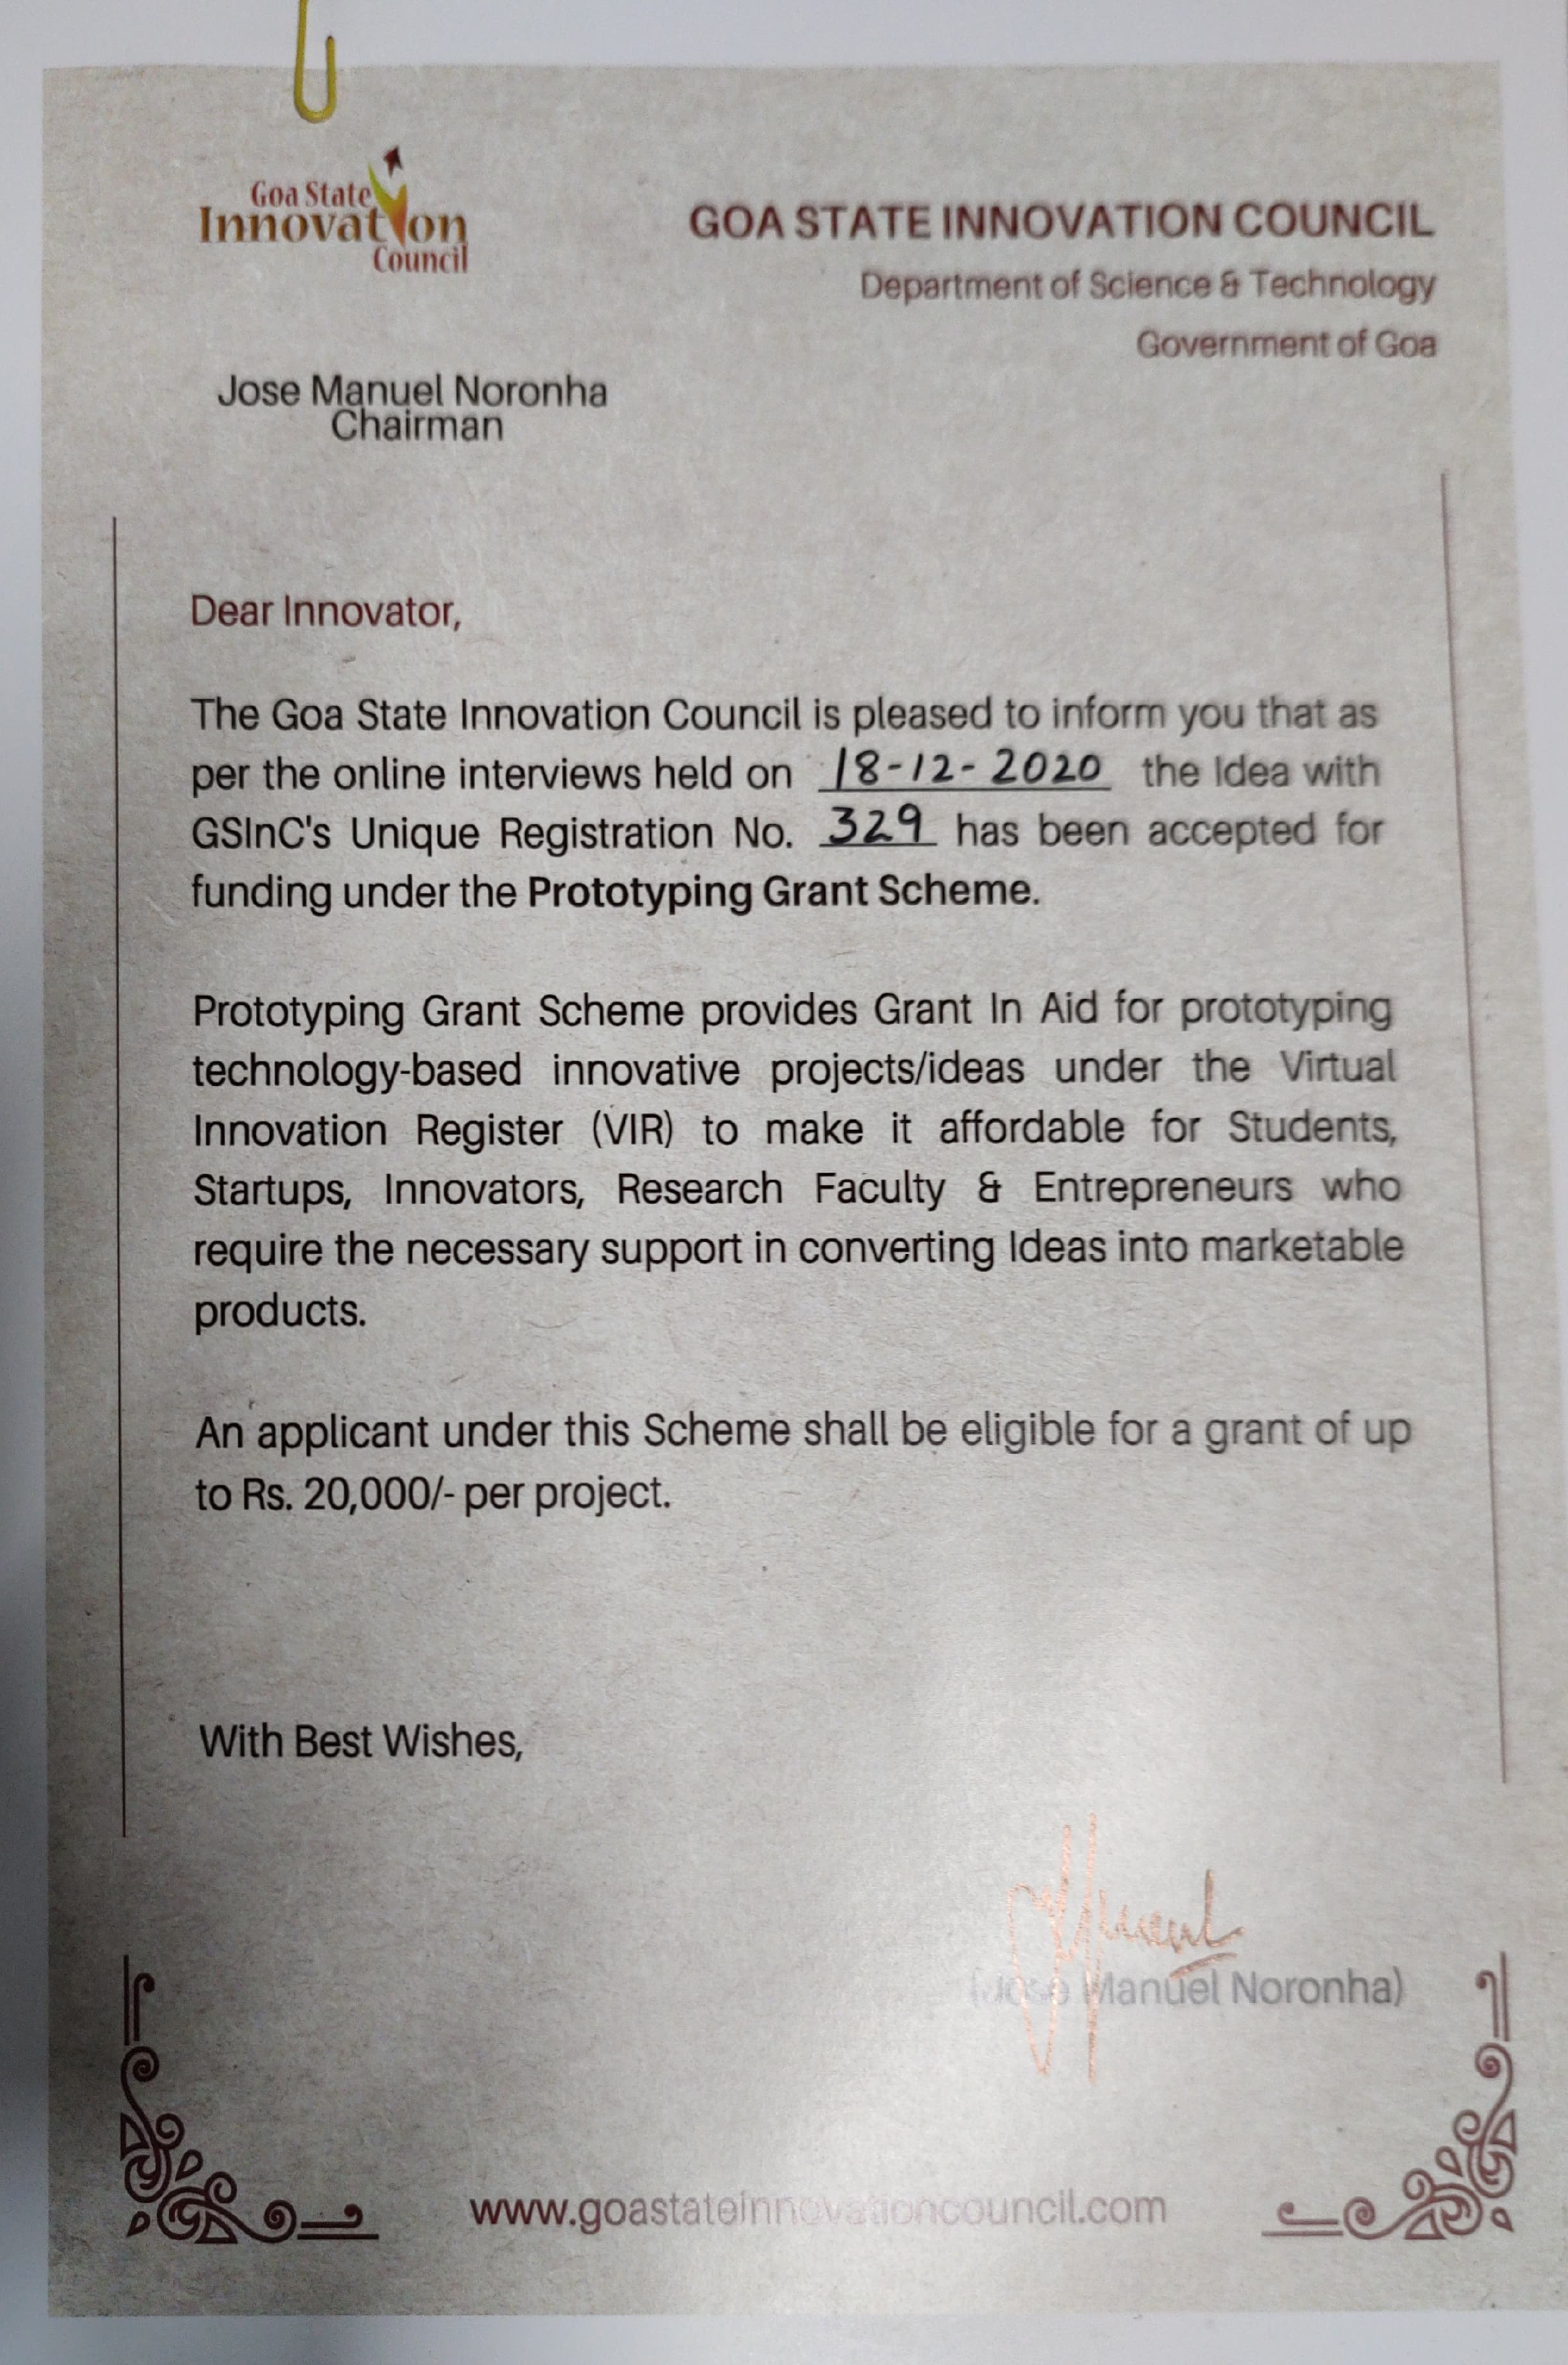 Goa State
Innovation
Council
GOA STATE INNOVATION COUNCIL
Department of Science & Technology
Government of Goa
Jose Manuel Noronha
Chairman
Dear Innovator,
The Goa State Innovation Council is pleased to inform you that as
per the online interviews held on 18-12-2020 the Idea with
GSInC's Unique Registration No. 329 has been accepted for
funding under the Prototyping Grant Scheme.
Prototyping Grant Scheme provides Grant In Aid for prototyping
technology-based innovative projects/ideas under the Virtual
Innovation Register (VIR) to make it affordable for Students,
Startups, Innovators, Research Faculty & Entrepreneurs who
require the necessary support in converting Ideas into marketable
products.
An applicant under this Scheme shall be eligible for a grant of up
to Rs. 20,000/- per project.
With Best Wishes,
(Jose Manuel Noronha)
www.goastateinnovationcouncil.com